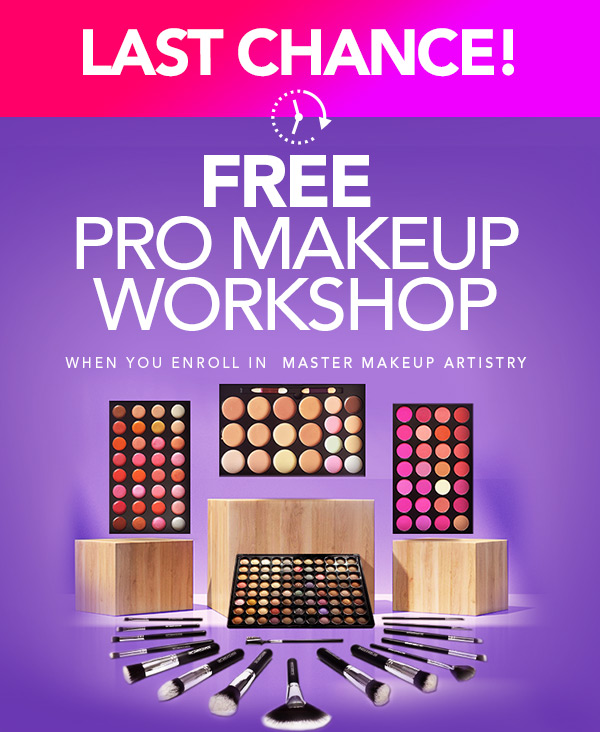 LAST CHANCE!
FREE
PRO MAKEUP
WORKSHOP
WHEN YOU ENROLL IN MASTER MAKEUP ARTISTRY